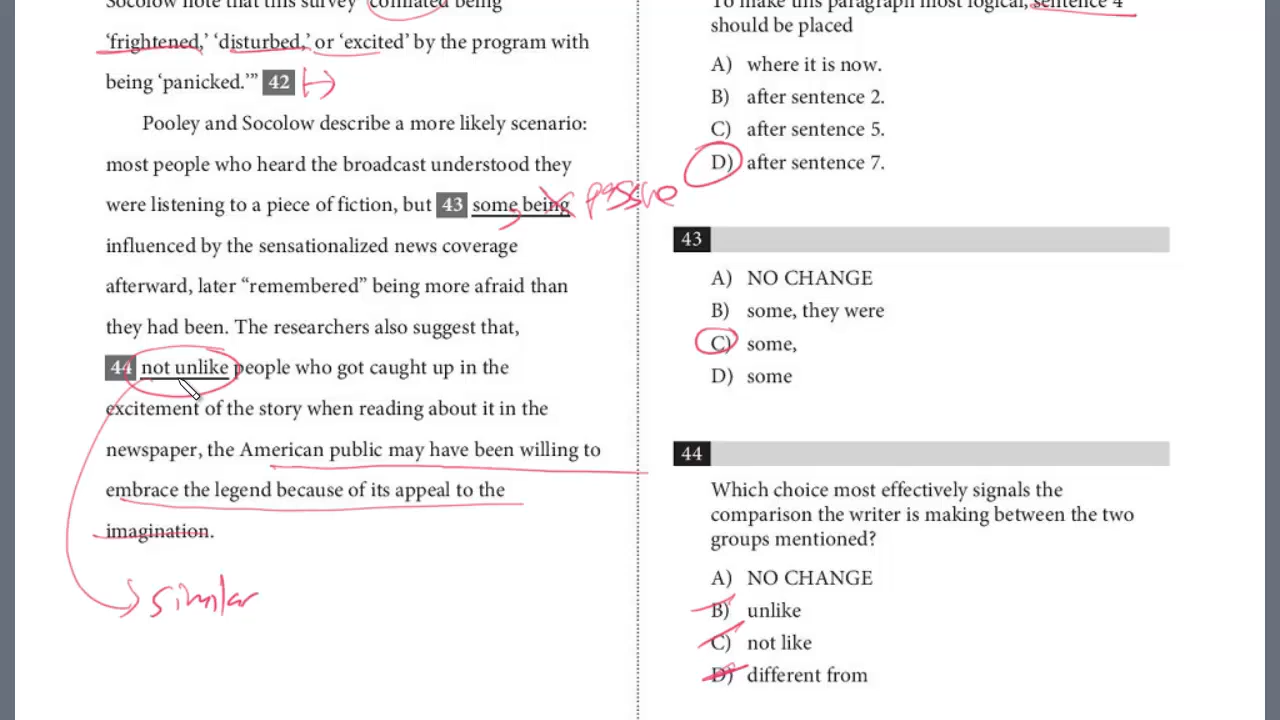 Socolow note that this survey "conflated being
'frightened,' 'disturbed,' or 'excited' by the program with
being 'panicked.'" 42
Pooley and Socolow describe a more likely scenario:
most people who heard the broadcast understood they
were listening to a piece of fiction, but 43 some being passive
influenced by the sensationalized news coverage
afterward, later “remembered” being more afraid than
they had been. The researchers also suggest that,
44 not unlike people who got caught up in the
excitement of the story when reading about it in the
newspaper, the American public may have been willing to
embrace the legend because of its appeal to the
imagination.
similar
To make this paragraph most logical, sentence 4
should be placed
A) where it is now.
B) after sentence 2.
C) after sentence 5.
D) after sentence 7.
43
A) NO CHANGE
B) some, they were
C) some,
D) some
44
Which choice most effectively signals the
comparison the writer is making between the two
groups mentioned?
A) NO CHANGE
B) unlike
C) not like
D) different from